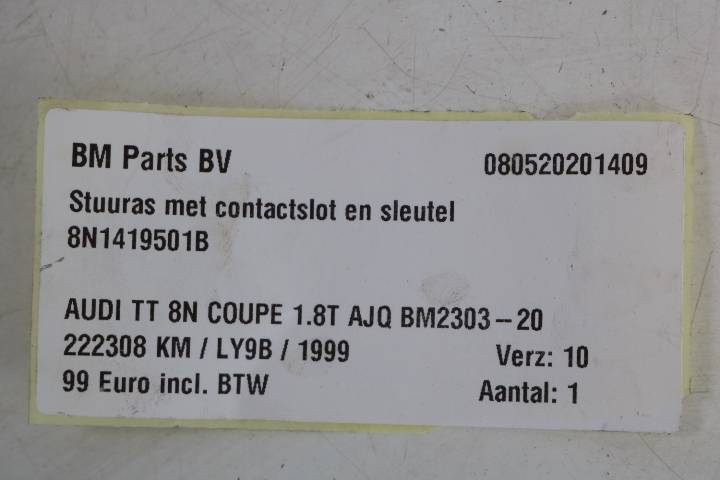 BM Parts BV 080520201409
Stuuras met contactslot en sleutel
8N1419501B
AUDI TT 8N COUPE 1.8T AJQ BM2303-20
222308 KM / LY9B / 1999 Verz: 10
99 Euro incl. BTW Aantal: 1